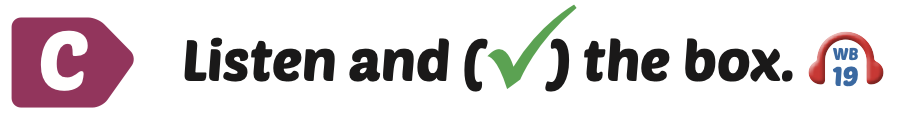 C Listen and (✓) the box. WB 19